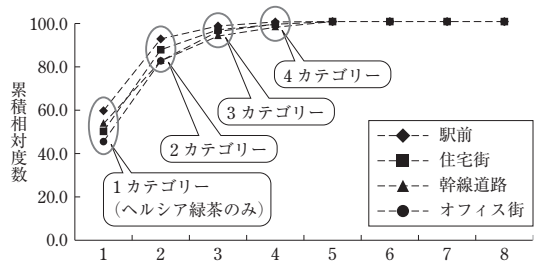 累積相対度数
100.0
80.0
60.0
40.0
20.0
0.0
4 カテゴリー
3 カテゴリー
2 カテゴリー
1 カテゴリー
（ヘルシア緑茶のみ）
駅前
住宅街
幹線道路
オフィス街
1 2 3 4 5 6 7 8